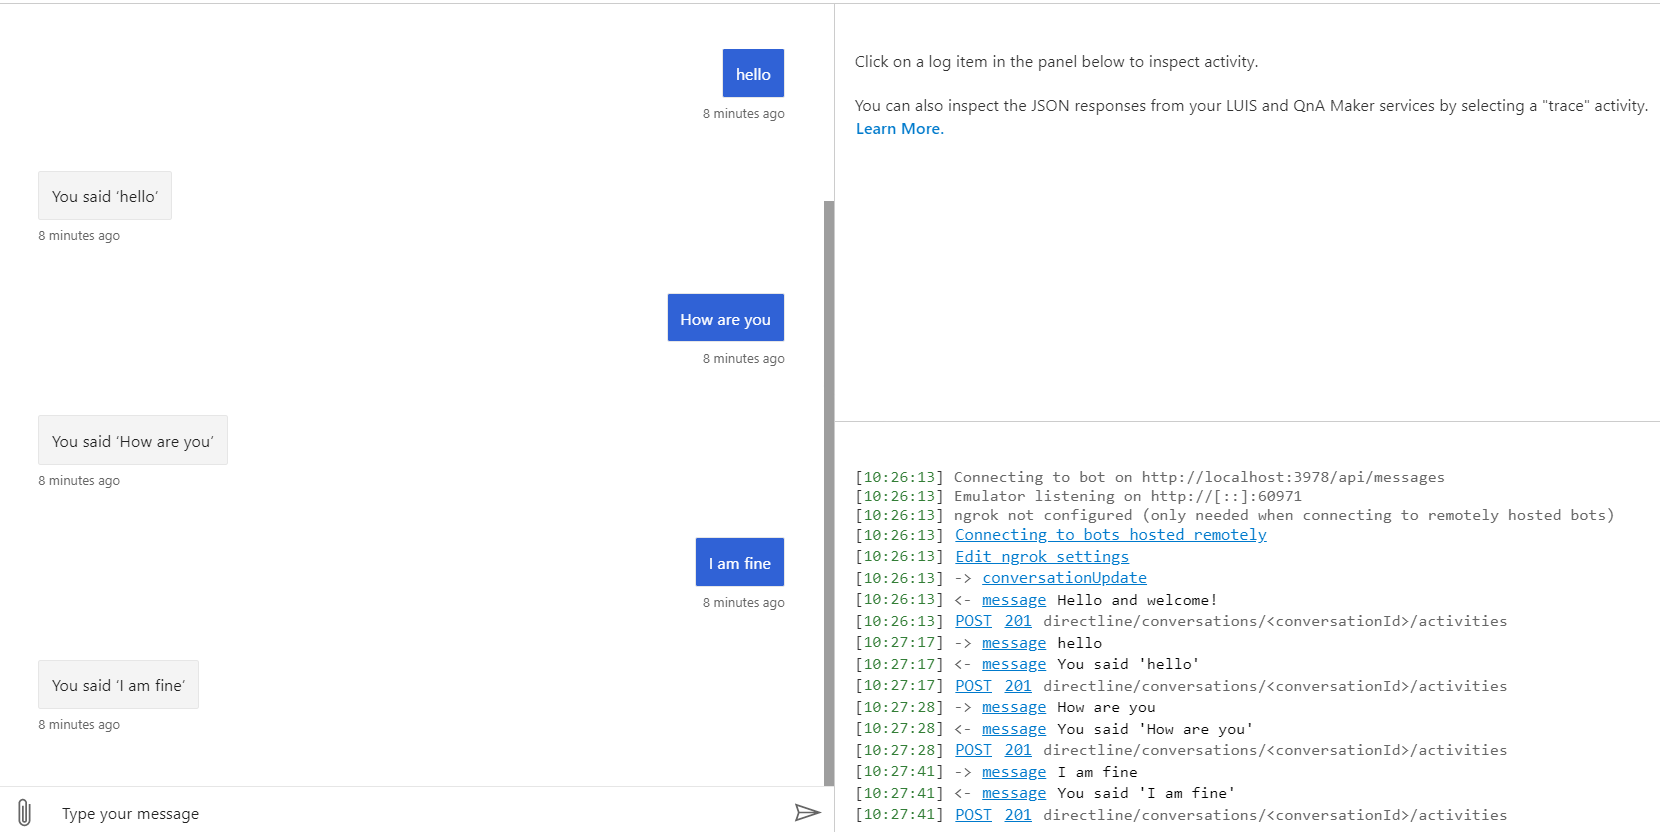 hello
8 minutes ago
You said ‘hello’
8 minutes ago
How are you
8 minutes ago
You said ‘How are you’
8 minutes ago
I am fine
8 minutes ago
You said ‘I am fine’
8 minutes ago
Type your message
Click on a log item in the panel below to inspect activity.
You can also inspect the JSON responses from your LUIS and QnA Maker services by selecting a "trace" activity.
Learn More.
[10:26:13] Connecting to bot on http://localhost:3978/api/messages
[10:26:13] Emulator listening on http://[::]:60971
[10:26:13] ngrok not configured (only needed when connecting to remotely hosted bots)
[10:26:13] Connecting to bots hosted remotely
[10:26:13] Edit ngrok settings
[10:26:13] -> conversationUpdate
[10:26:13] <- message Hello and welcome!
[10:26:13] POST 201 directline/conversations/<conversationId>/activities
[10:27:17] -> message hello
[10:27:17] <- message You said 'hello'
[10:27:17] POST 201 directline/conversations/<conversationId>/activities
[10:27:28] -> message How are you
[10:27:28] <- message You said 'How are you'
[10:27:28] POST 201 directline/conversations/<conversationId>/activities
[10:27:41] -> message I am fine
[10:27:41] <- message You said 'I am fine'
[10:27:41] POST 201 directline/conversations/<conversationId>/activities